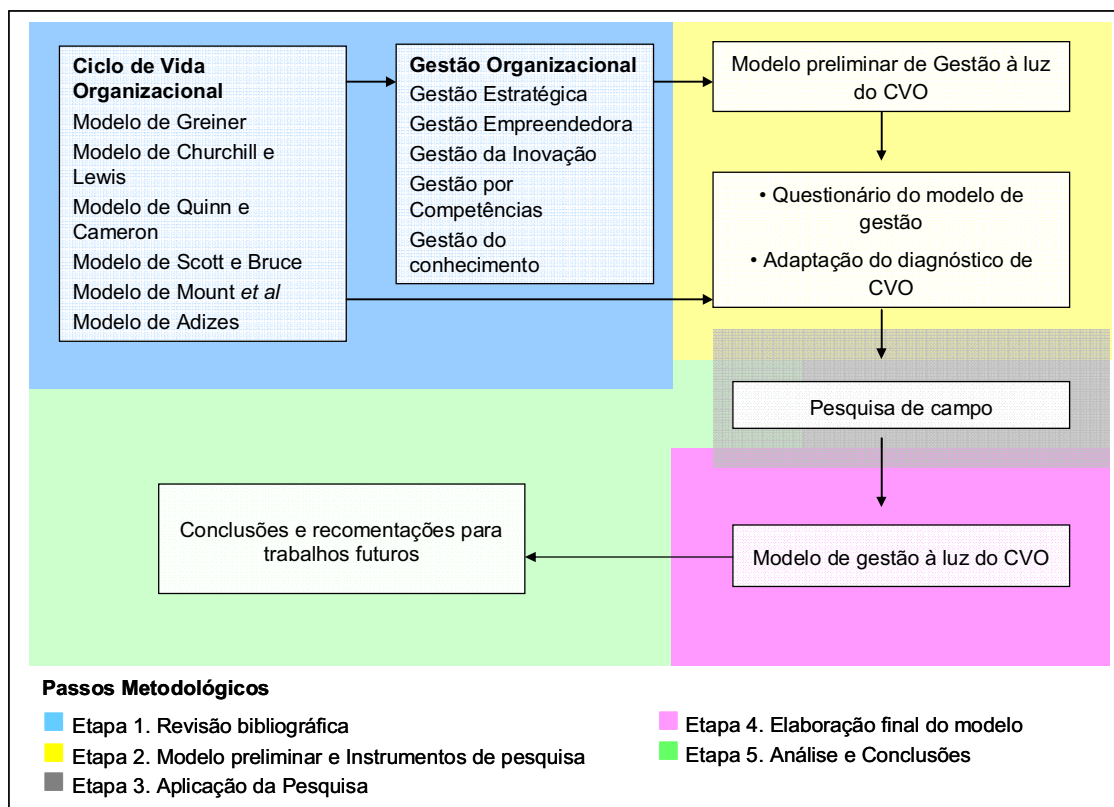 Ciclo de Vida
Organizacional
Modelo de Greiner
Modelo de Churchill e
Lewis
Modelo de Quinn e
Cameron
Modelo de Scott e Bruce
Modelo de Mount et al
Modelo de Adizes
Gestão Organizacional
Gestão Estratégica
Gestão Empreendedora
Gestão da Inovação
Gestão por
Competências
Gestão do
conhecimento
Modelo preliminar de Gestão à luz
do CVO
• Questionário do modelo de
gestão
• Adaptação do diagnóstico de
CVO
Pesquisa de campo
Modelo de gestão à luz do CVO
Conclusões e recomentações para
trabalhos futuros
Passos Metodológicos
Etapa 1. Revisão bibliográfica
Etapa 2. Modelo preliminar e Instrumentos de pesquisa
Etapa 3. Aplicação da Pesquisa
Etapa 4. Elaboração final do modelo
Etapa 5. Análise e Conclusões